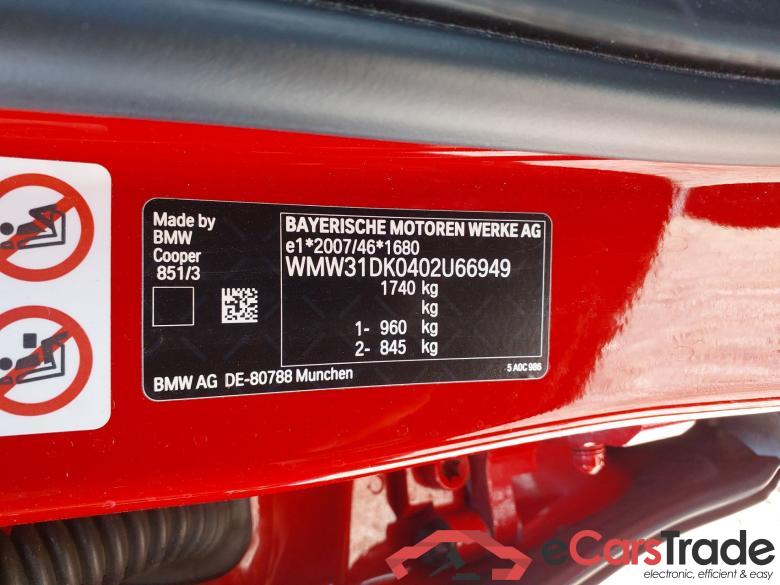 Made by
BMW
Cooper
851/3
BAYERISCHE MOTOREN WERKE AG
e1*2007/46*1680
WMW31DK0402U66949
1740 kg
kg
1- 960 kg
2- 845 kg
BMW AG DE-80788 Munchen
5 A0C 986
eCarsTrade
electronic, efficient & easy